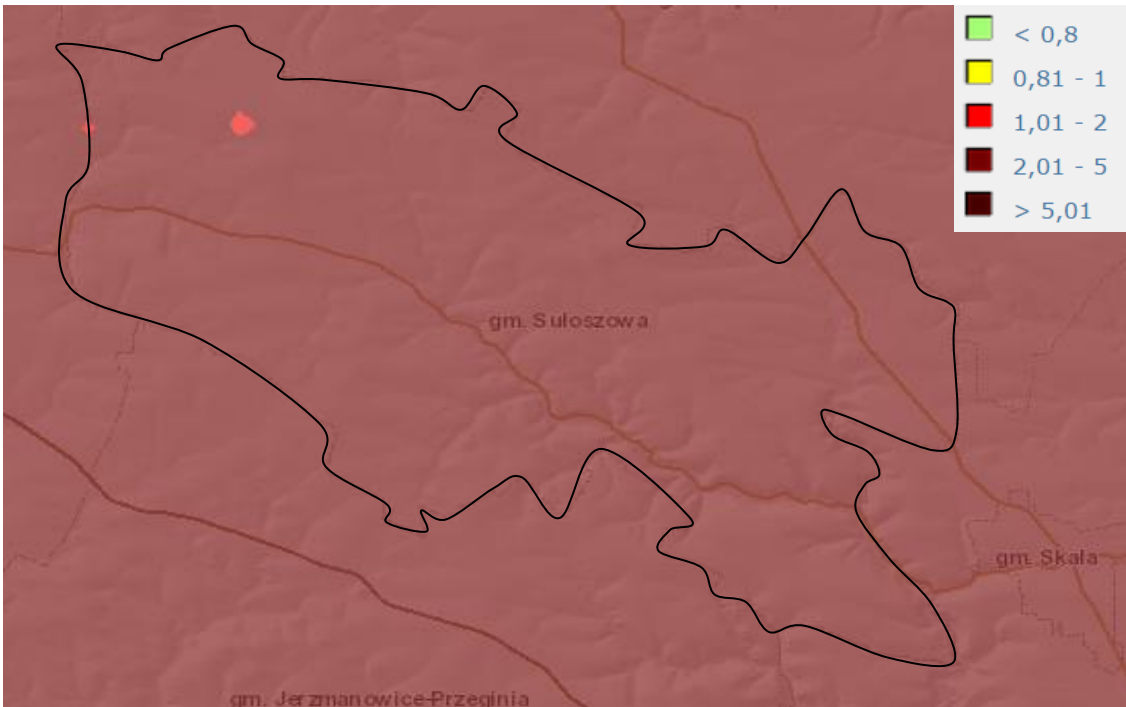 < 0,8
0,81 - 1
1,01 - 2
2,01 - 5
> 5,01
gm. Sułoszowa
gm. Skała
gm. Jerzmanowice-Przeginia